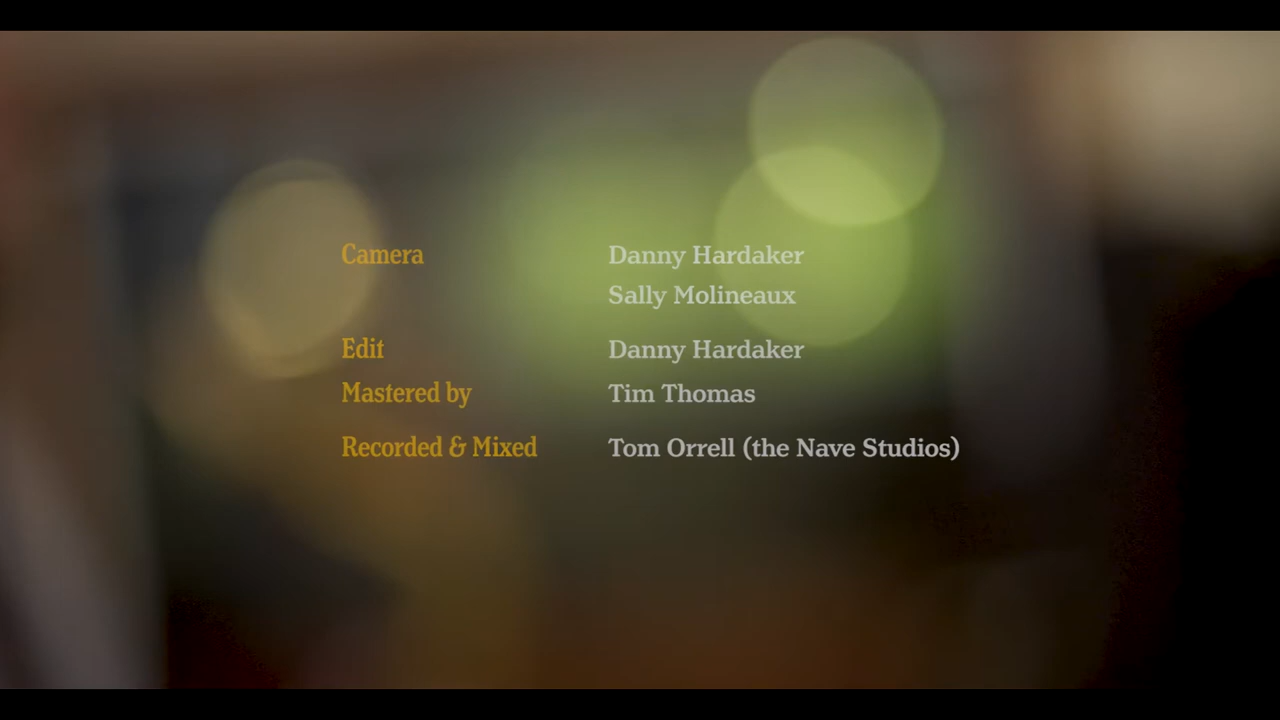 Camera Danny Hardaker
Sally Molineaux
Edit Danny Hardaker
Mastered by Tim Thomas
Recorded & Mixed Tom Orrell (the Nave Studios)